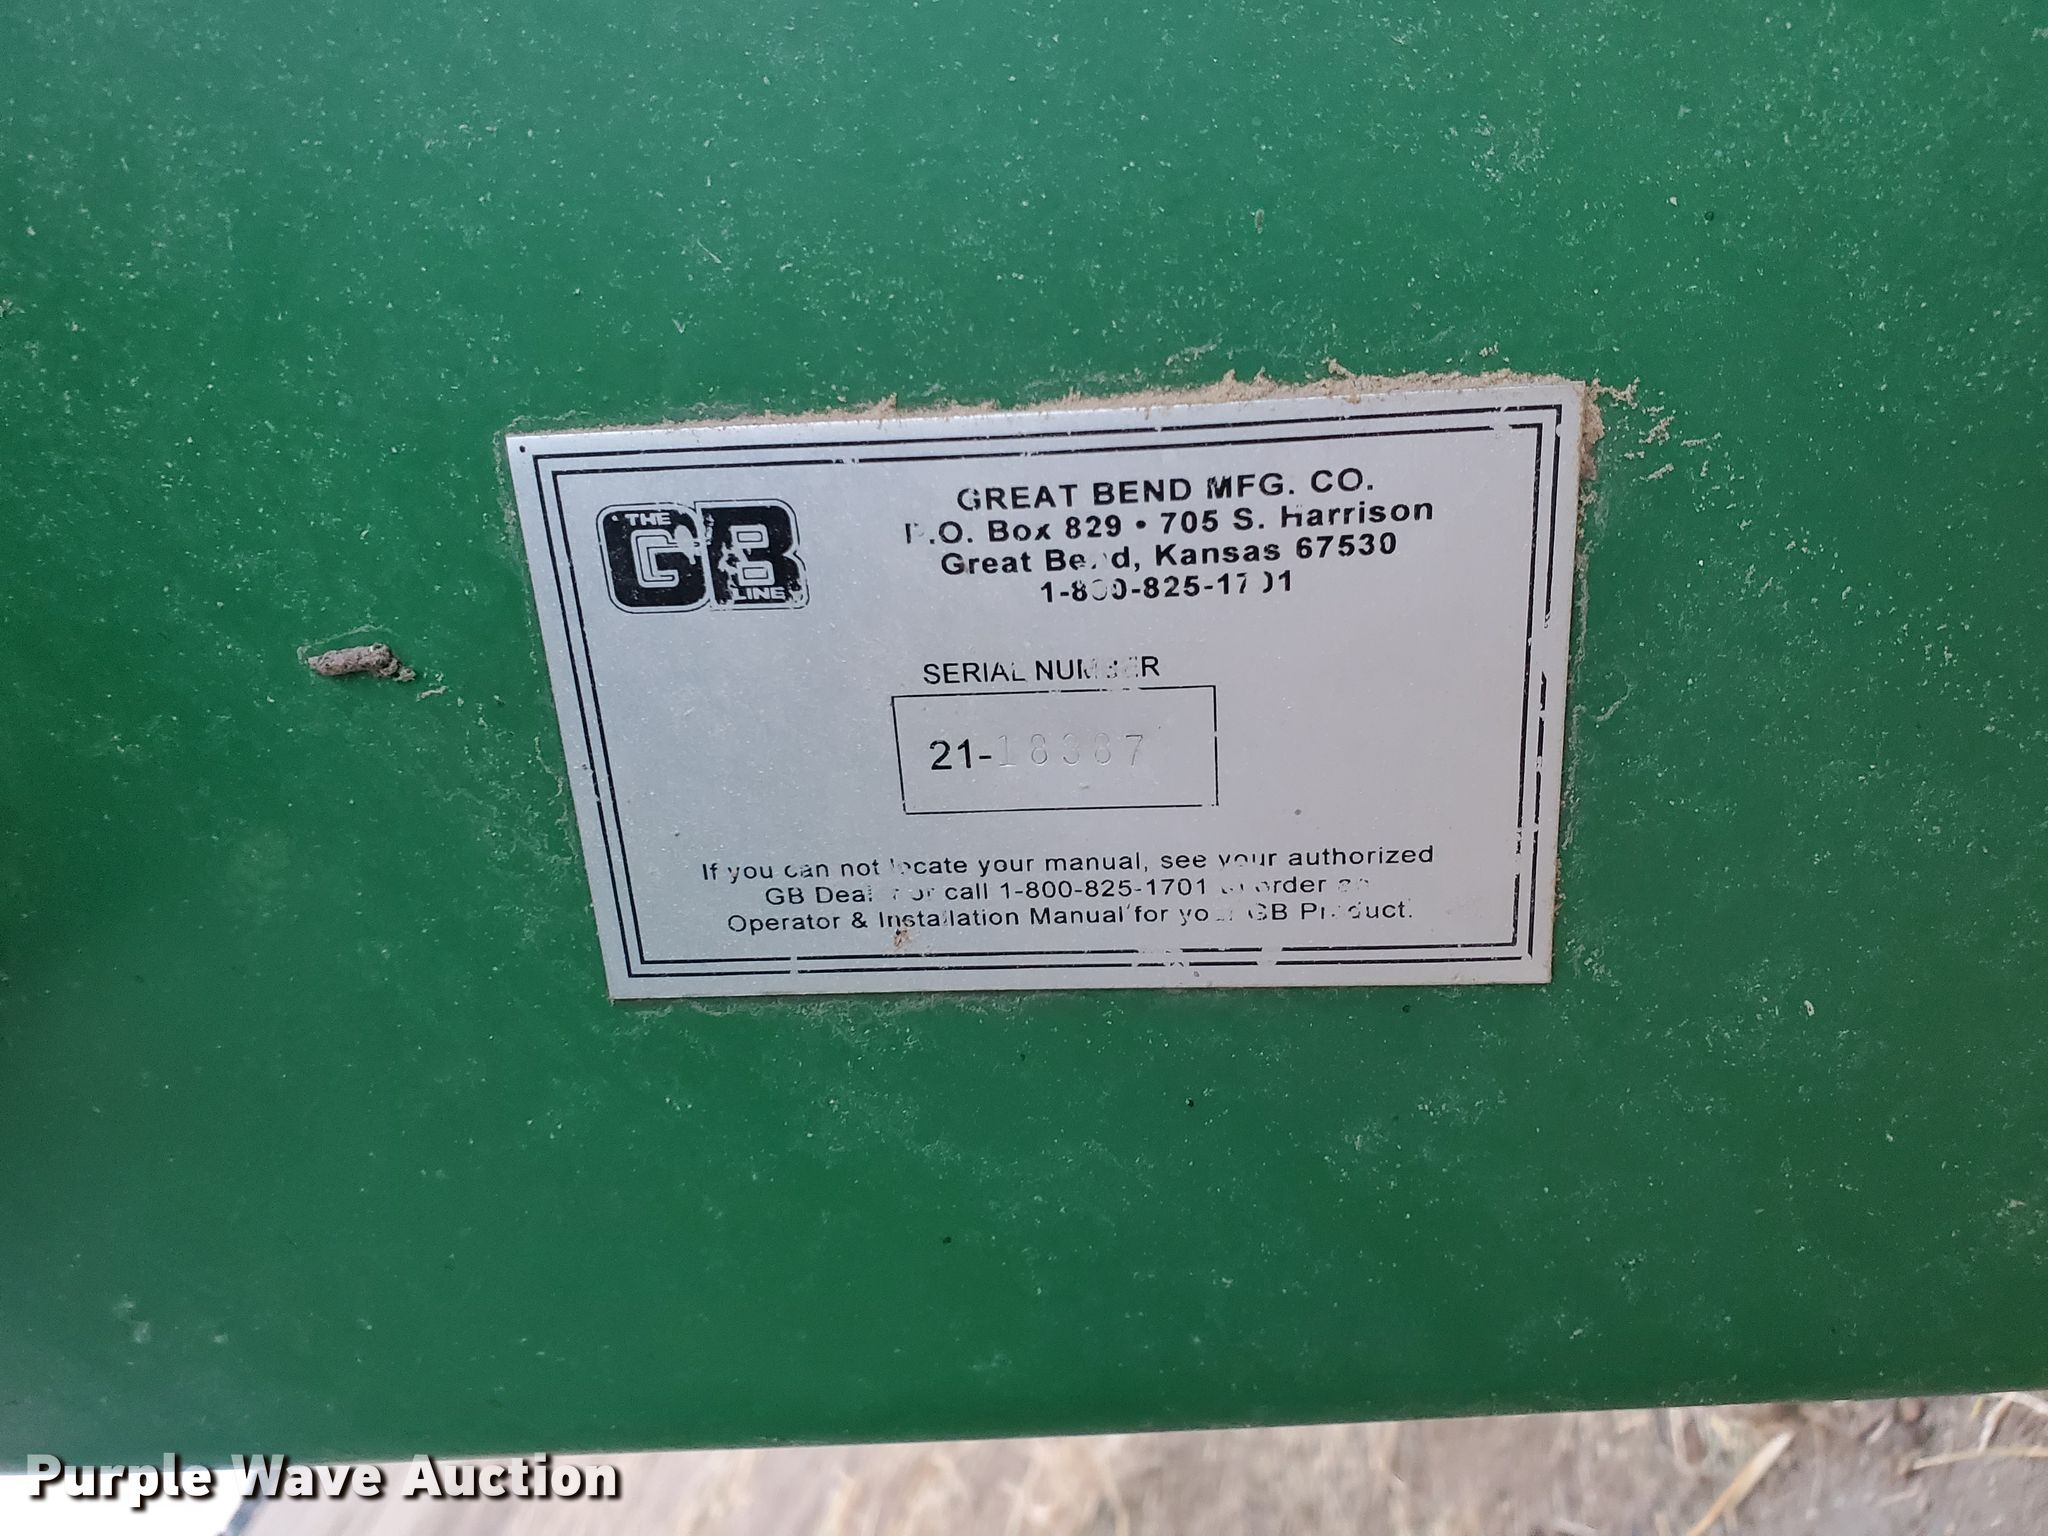 THE
GB
LINE
GREAT BEND MFG. CO.
P.O. Box 829 • 705 S. Harrison
Great Bend, Kansas 67530
1-800-825-1701
SERIAL NUMBER
21-18387
If you can not locate your manual, see your authorized
GB Dealer or call 1-800-825-1701 to order an
Operator & Installation Manual for your GB Product.
Purple Wave Auction